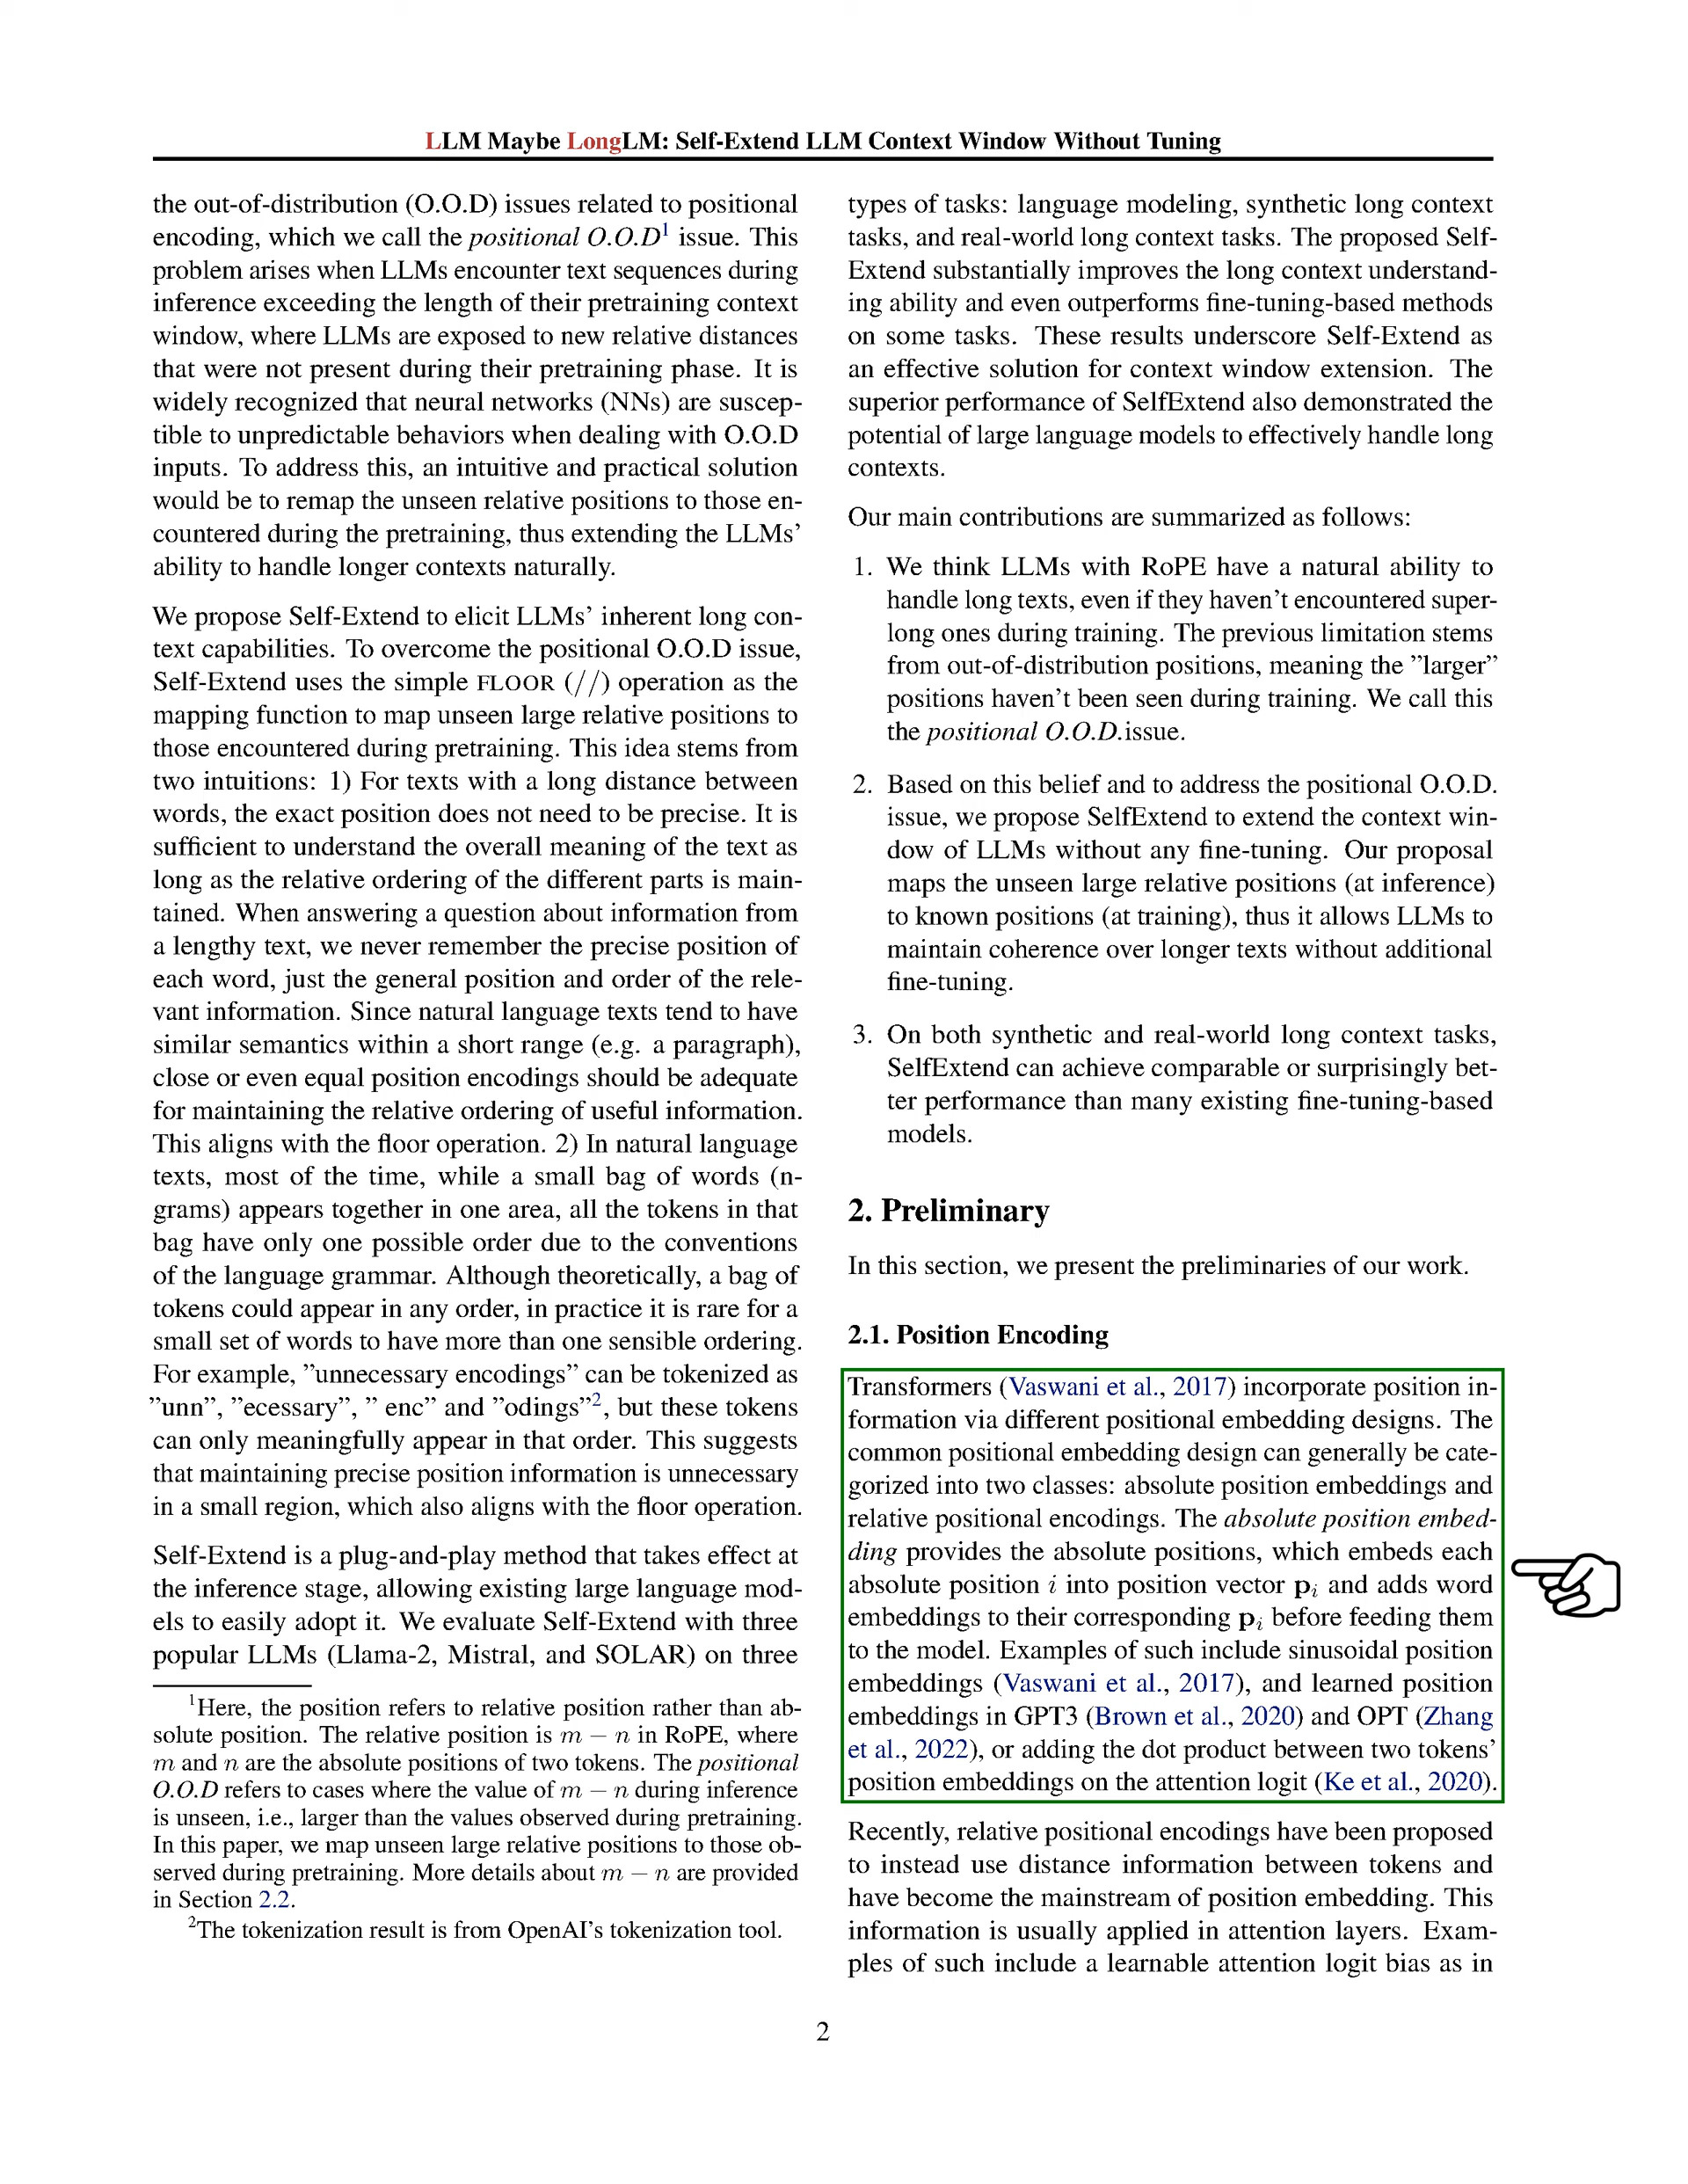 LLM Maybe LongLM: Self-Extend LLM Context Window Without Tuning
the out-of-distribution (O.O.D) issues related to positional
encoding, which we call the positional O.O.D1 issue. This
problem arises when LLMs encounter text sequences during
inference exceeding the length of their pretraining context
window, where LLMs are exposed to new relative distances
that were not present during their pretraining phase. It is
widely recognized that neural networks (NNs) are suscep-
tible to unpredictable behaviors when dealing with O.O.D
inputs. To address this, an intuitive and practical solution
would be to remap the unseen relative positions to those en-
countered during the pretraining, thus extending the LLMs’
ability to handle longer contexts naturally.
We propose Self-Extend to elicit LLMs’ inherent long con-
text capabilities. To overcome the positional O.O.D issue,
Self-Extend uses the simple FLOOR (//) operation as the
mapping function to map unseen large relative positions to
those encountered during pretraining. This idea stems from
two intuitions: 1) For texts with a long distance between
words, the exact position does not need to be precise. It is
sufficient to understand the overall meaning of the text as
long as the relative ordering of the different parts is main-
tained. When answering a question about information from
a lengthy text, we never remember the precise position of
each word, just the general position and order of the rele-
vant information. Since natural language texts tend to have
similar semantics within a short range (e.g. a paragraph),
close or even equal position encodings should be adequate
for maintaining the relative ordering of useful information.
This aligns with the floor operation. 2) In natural language
texts, most of the time, while a small bag of words (n-
grams) appears together in one area, all the tokens in that
bag have only one possible order due to the conventions
of the language grammar. Although theoretically, a bag of
tokens could appear in any order, in practice it is rare for a
small set of words to have more than one sensible ordering.
For example, ”unnecessary encodings” can be tokenized as
”unn”, ”ecessary”, ” enc” and ”odings”2, but these tokens
can only meaningfully appear in that order. This suggests
that maintaining precise position information is unnecessary
in a small region, which also aligns with the floor operation.
Self-Extend is a plug-and-play method that takes effect at
the inference stage, allowing existing large language mod-
els to easily adopt it. We evaluate Self-Extend with three
popular LLMs (Llama-2, Mistral, and SOLAR) on three
1Here, the position refers to relative position rather than ab-
solute position. The relative position is m − n in RoPE, where
m and n are the absolute positions of two tokens. The positional
O.O.D refers to cases where the value of m − n during inference
is unseen, i.e., larger than the values observed during pretraining.
In this paper, we map unseen large relative positions to those ob-
served during pretraining. More details about m − n are provided
in Section 2.2.
2The tokenization result is from OpenAI’s tokenization tool.
types of tasks: language modeling, synthetic long context
tasks, and real-world long context tasks. The proposed Self-
Extend substantially improves the long context understand-
ing ability and even outperforms fine-tuning-based methods
on some tasks. These results underscore Self-Extend as
an effective solution for context window extension. The
superior performance of SelfExtend also demonstrated the
potential of large language models to effectively handle long
contexts.
Our main contributions are summarized as follows:
1. We think LLMs with RoPE have a natural ability to
handle long texts, even if they haven’t encountered super-
long ones during training. The previous limitation stems
from out-of-distribution positions, meaning the ”larger”
positions haven’t been seen during training. We call this
the positional O.O.D.issue.
2. Based on this belief and to address the positional O.O.D.
issue, we propose SelfExtend to extend the context win-
dow of LLMs without any fine-tuning. Our proposal
maps the unseen large relative positions (at inference)
to known positions (at training), thus it allows LLMs to
maintain coherence over longer texts without additional
fine-tuning.
3. On both synthetic and real-world long context tasks,
SelfExtend can achieve comparable or surprisingly bet-
ter performance than many existing fine-tuning-based
models.
2. Preliminary
In this section, we present the preliminaries of our work.
2.1. Position Encoding
Transformers (Vaswani et al., 2017) incorporate position in-
formation via different positional embedding designs. The
common positional embedding design can generally be cate-
gorized into two classes: absolute position embeddings and
relative positional encodings. The absolute position embed-
ding provides the absolute positions, which embeds each
absolute position i into position vector pi and adds word
embeddings to their corresponding pi before feeding them
to the model. Examples of such include sinusoidal position
embeddings (Vaswani et al., 2017), and learned position
embeddings in GPT3 (Brown et al., 2020) and OPT (Zhang
et al., 2022), or adding the dot product between two tokens’
position embeddings on the attention logit (Ke et al., 2020).
Recently, relative positional encodings have been proposed
to instead use distance information between tokens and
have become the mainstream of position embedding. This
information is usually applied in attention layers. Exam-
ples of such include a learnable attention logit bias as in
2